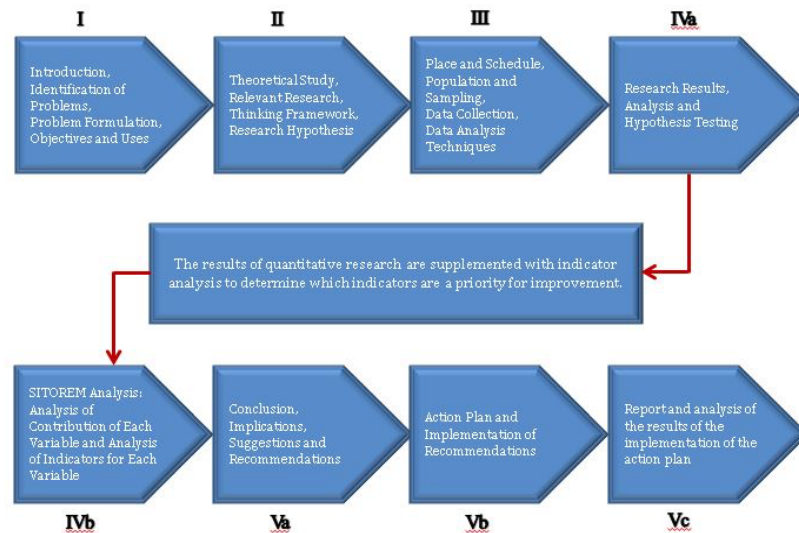 I
II
III
IVa
Introduction,
Identification of
Problems,
Problem Formulation,
Objectives and Uses
Theoretical Study,
Relevant Research,
Thinking Framework,
Research Hypothesis
Place and Schedule,
Population and
Sampling,
Data Collection,
Data Analysis
Techniques
Research Results,
Analysis and
Hypothesis Testing
The results of quantitative research are supplemented with indicator
analysis to determine which indicators are a priority for improvement.
SITOREM Analysis:
Analysis of
Contribution of Each
Variable and Analysis
of Indicators for Each
Variable
Conclusion,
Implications,
Suggestions and
Recommendations
Action Plan and
Implementation of
Recommendations
Report and analysis of
the results of the
implementation of the
action plan
IVb
Va
Vb
Vc